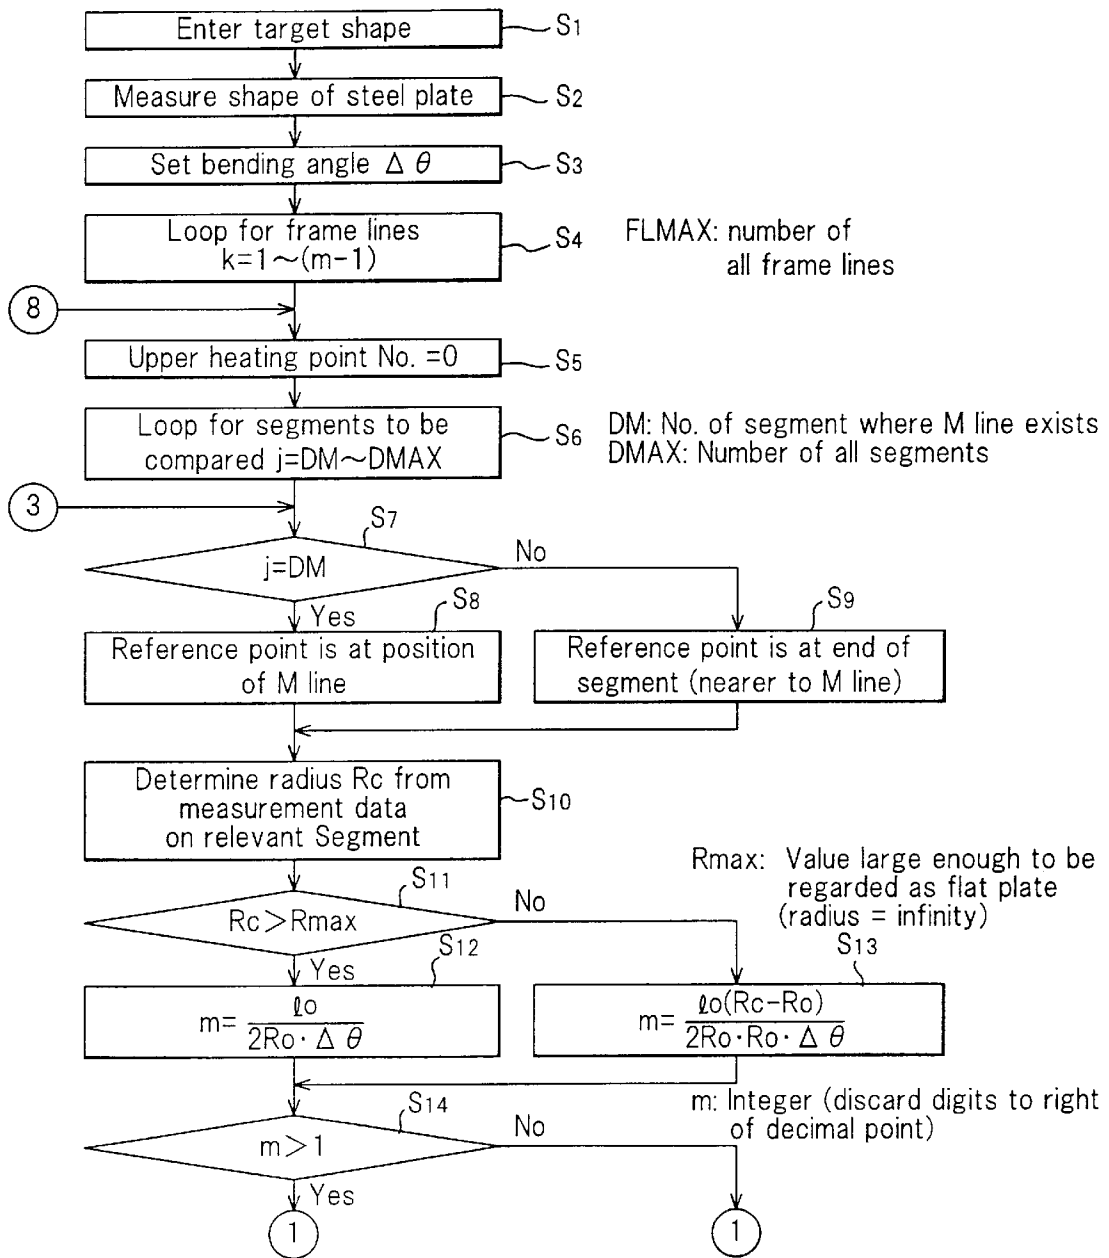 Enter target shape
S1
Measure shape of steel plate
S2
Set bending angle Δ θ
S3
Loop for frame lines
k=1～(m-1)
S4
FLMAX: number of
all frame lines
8
Upper heating point No. =0
S5
Loop for segments to be
compared j=DM～DMAX
S6
DM: No. of segment where M line exists
DMAX: Number of all segments
3
S7
j=DM
No
Yes
S8
Reference point is at position
of M line
S9
Reference point is at end of
segment (nearer to M line)
Determine radius Rc from
measurement data
on relevant Segment
S10
Rmax: Value large enough to be
regarded as flat plate
(radius = infinity)
S11
Rc>Rmax
No
Yes
S12
m= ℓo
2Ro· Δ θ
S13
m= ℓo(Rc-Ro)
2Ro·Ro· Δ θ
m: Integer (discard digits to right
of decimal point)
S14
m>1
No
Yes
1
1